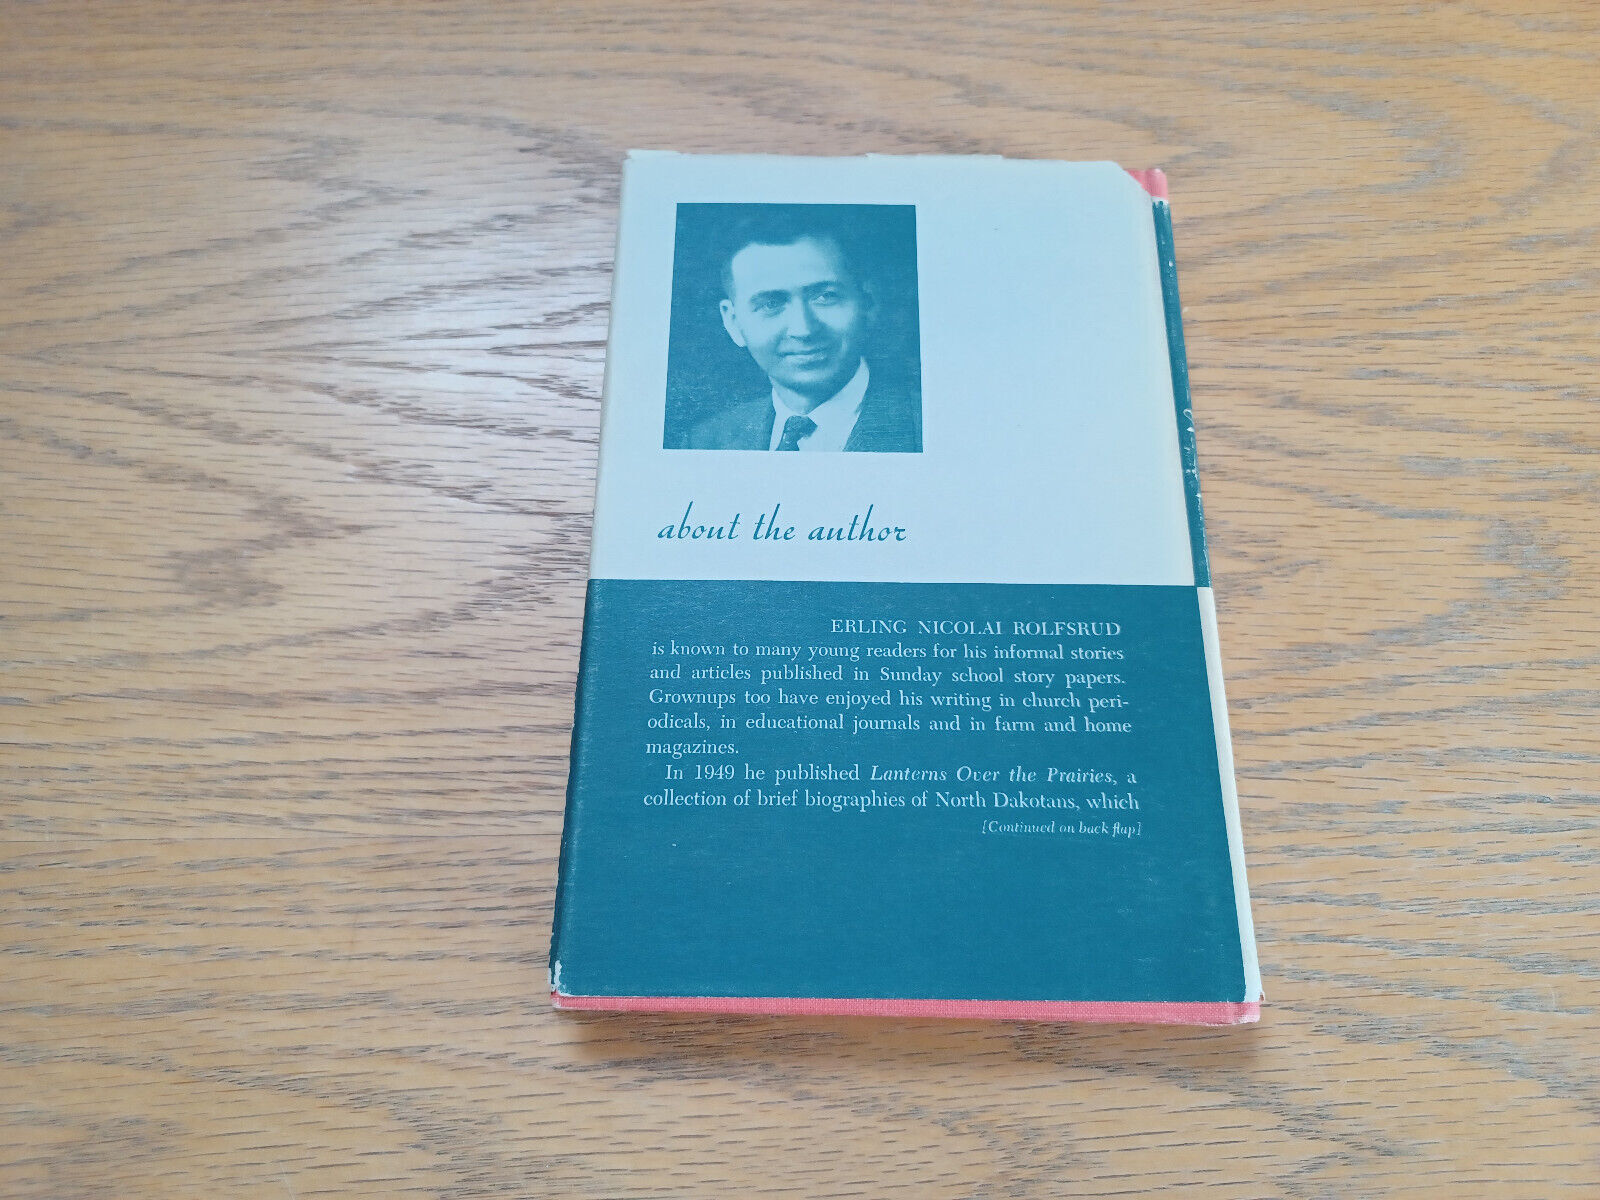 about the author
ERLING NICOLAI ROLFSRUD
is known to many young readers for his informal stories
and articles published in Sunday school story papers.
Grownups too have enjoyed his writing in church peri-
odicals, in educational journals and in farm and home
magazines.
In 1949 he published Lanterns Over the Prairies, a
collection of brief biographies of North Dakotans, which
[Continued on back flap]